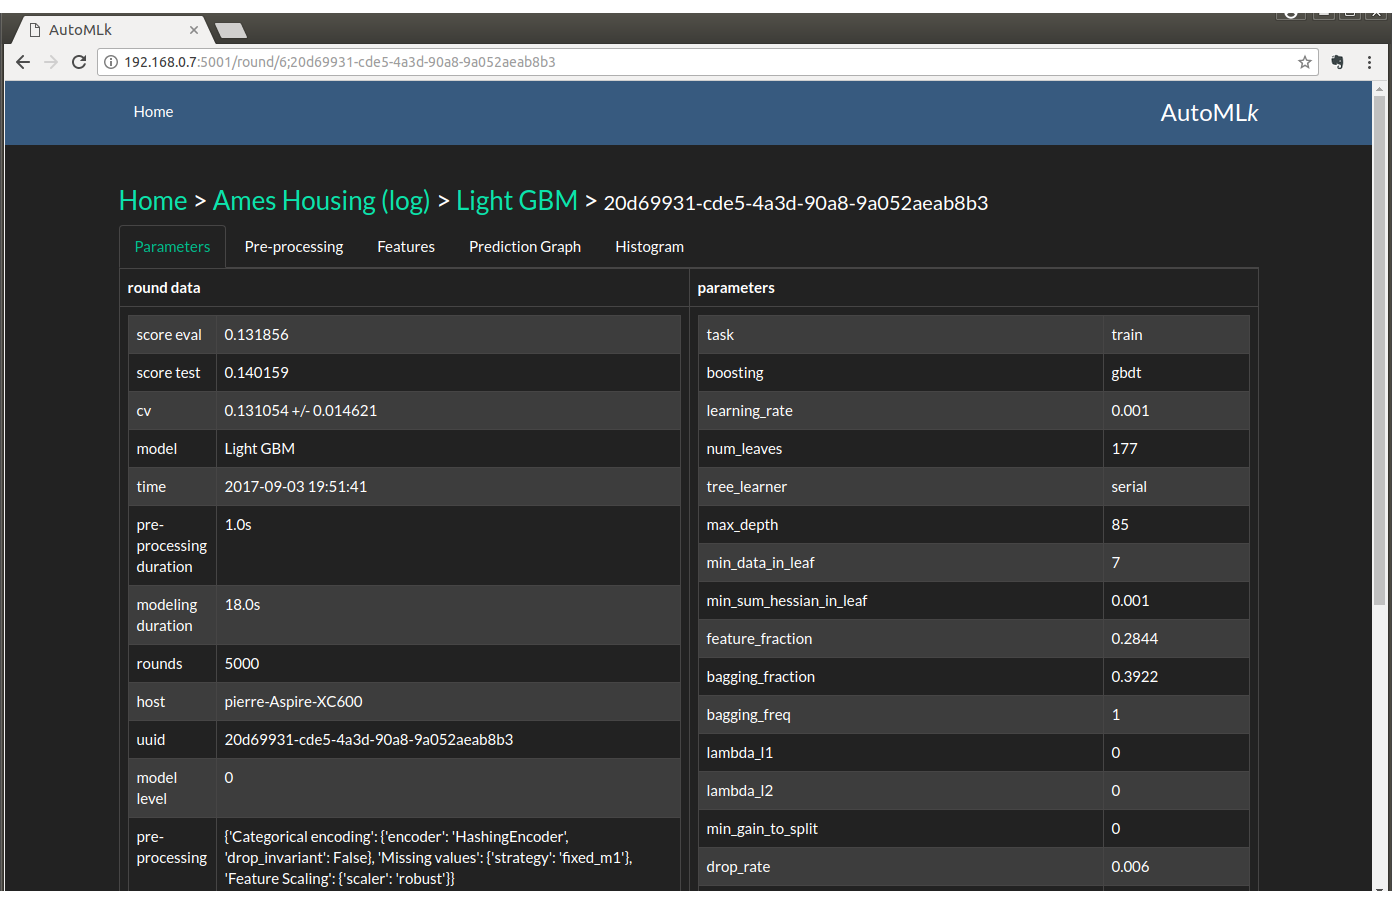 AutoMLk
192.168.0.7:5001/round/6;20d69931-cde5-4a3d-90a8-9a052aeab8b3
Home
AutoMLk
Home > Ames Housing (log) > Light GBM > 20d69931-cde5-4a3d-90a8-9a052aeab8b3
Parameters Pre-processing Features Prediction Graph Histogram
round data
score eval 0.131856
score test 0.140159
cv 0.131054 +/- 0.014621
model Light GBM
time 2017-09-03 19:51:41
pre- 1.0s
processing
duration
modeling 18.0s
duration
rounds 5000
host pierre-Aspire-XC600
uuid 20d69931-cde5-4a3d-90a8-9a052aeab8b3
model 0
level
pre- {'Categorical encoding': {'encoder': 'HashingEncoder',
processing 'drop_invariant': False}, 'Missing values': {'strategy': 'fixed_m1'},
'Feature Scaling': {'scaler': 'robust'}}
parameters
task train
boosting gbdt
learning_rate 0.001
num_leaves 177
tree_learner serial
max_depth 85
min_data_in_leaf 7
min_sum_hessian_in_leaf 0.001
feature_fraction 0.2844
bagging_fraction 0.3922
bagging_freq 1
lambda_l1 0
lambda_l2 0
min_gain_to_split 0
drop_rate 0.006